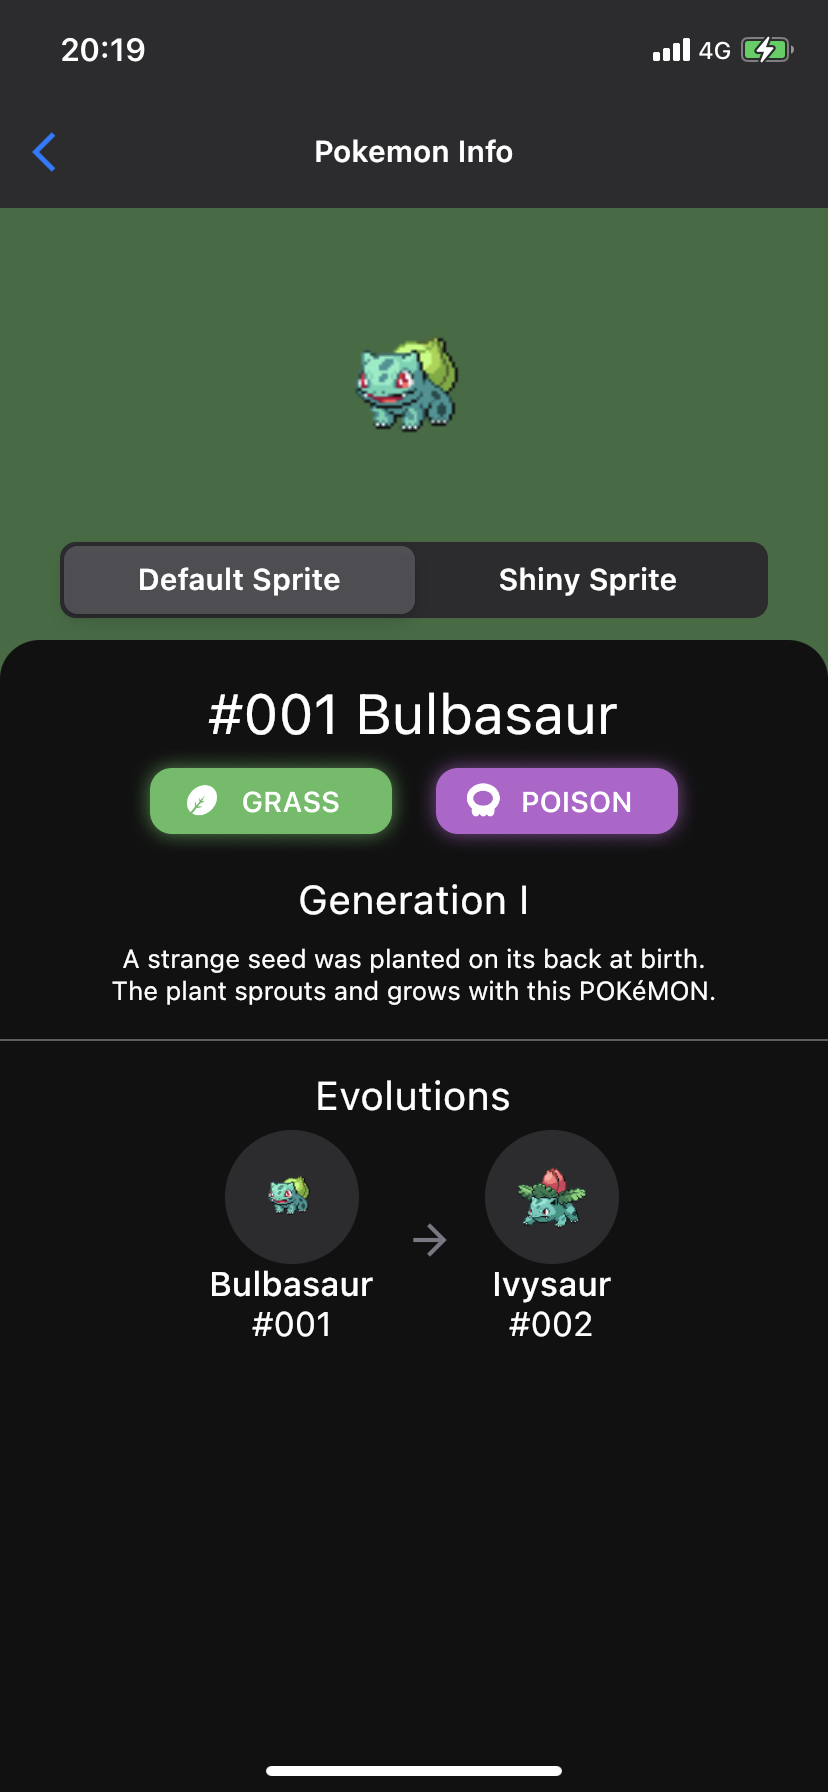 20:19
4G
Pokemon Info
Default Sprite
Shiny Sprite
#001 Bulbasaur
GRASS
POISON
Generation I
A strange seed was planted on its back at birth.
The plant sprouts and grows with this POKéMON.
Evolutions
Bulbasaur
#001
Ivysaur
#002